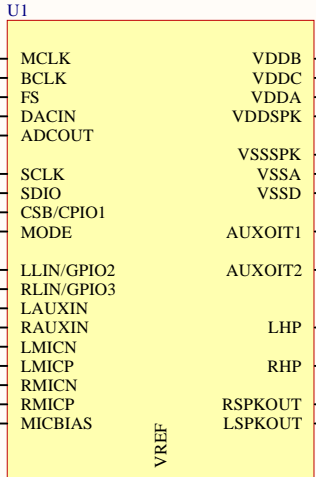 U1
MCLK VDDB
BCLK VDDC
FS VDDA
DACIN VDDSPK
ADCOUT
VSSSPK
SCLK VSSA
SDIO VSSD
CSB/CPIO1
MODE AUXOIT1
LLIN/GPIO2 AUXOIT2
RLIN/GPIO3
LAUXIN
RAUXIN LHP
LMICN
LMICP RHP
RMICN
RMICP RSPKOUT
MICBIAS LSPKOUT
VREF